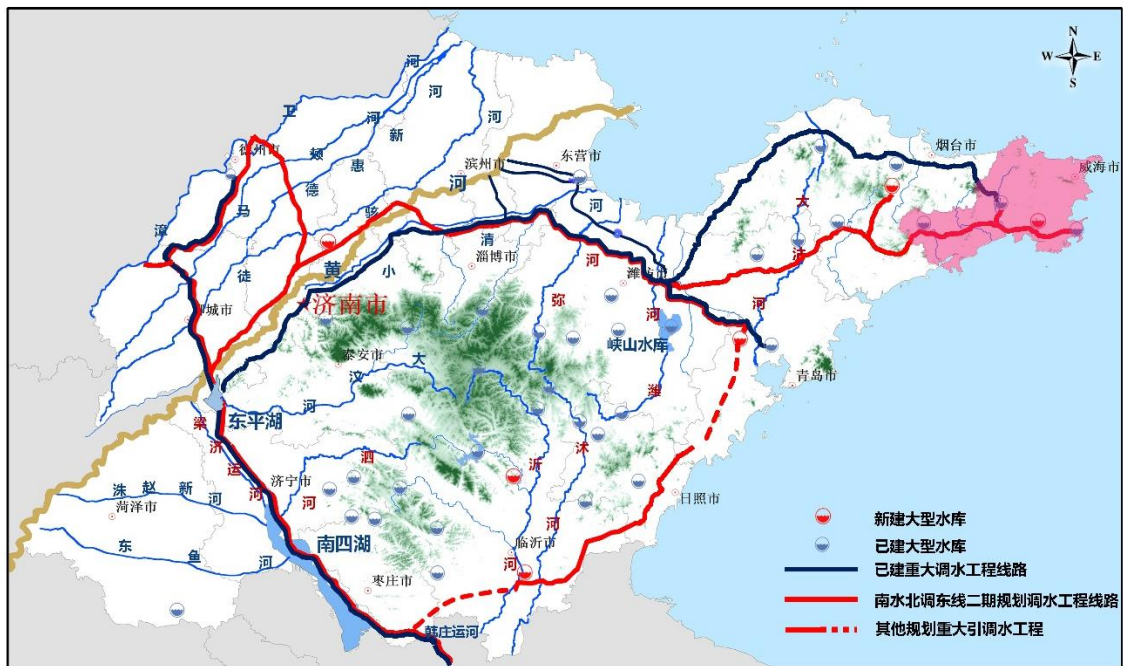 N
W E
S
卫
河
德州市
漳
马
颊
河
徒
骇
河
德
惠
新
河
滨州市
东营市
烟台市
威海市
黄
河
小
清
河
淄博市
弥
河
潍坊市
潍
河
大
沽
河
济南市
峡山水库
青岛市
泰安市
大
汶
河
东平湖
梁
济
运
河
济宁市
泗
河
沂
河
沭
河
日照市
洙
赵
新
河
菏泽市
东
鱼
河
南四湖
临沂市
枣庄市
韩庄运河
新建大型水库
已建大型水库
已建重大调水工程线路
南水北调东线二期规划调水工程线路
其他规划重大引调水工程